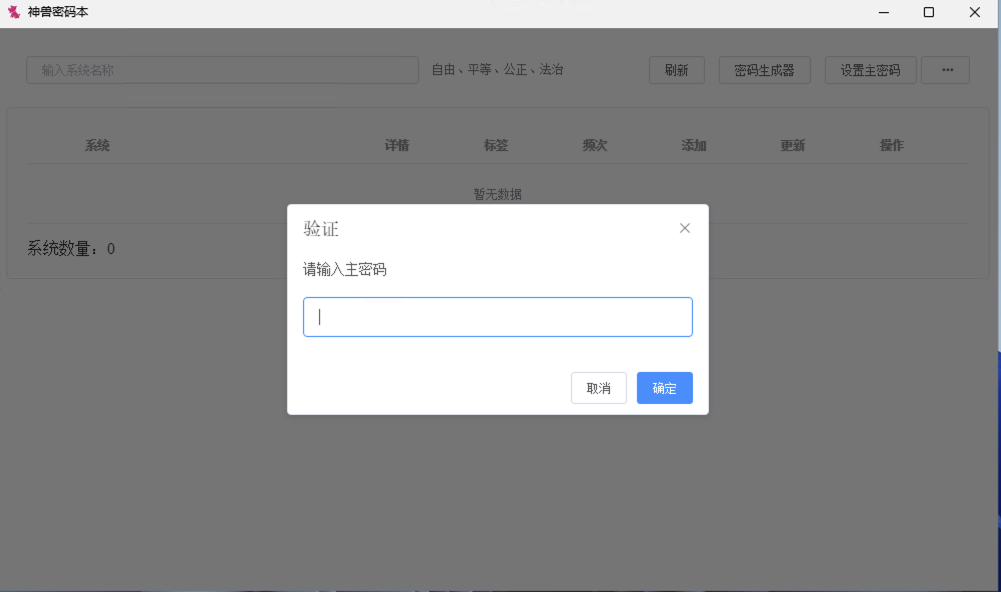 神兽密码本
输入系统名称 自由、平等、公正、法治 刷新 密码生成器 设置主密码 ···
系统 详情 标签 频次 添加 更新 操作
暂无数据
系统数量：0
验证
请输入主密码
取消 确定